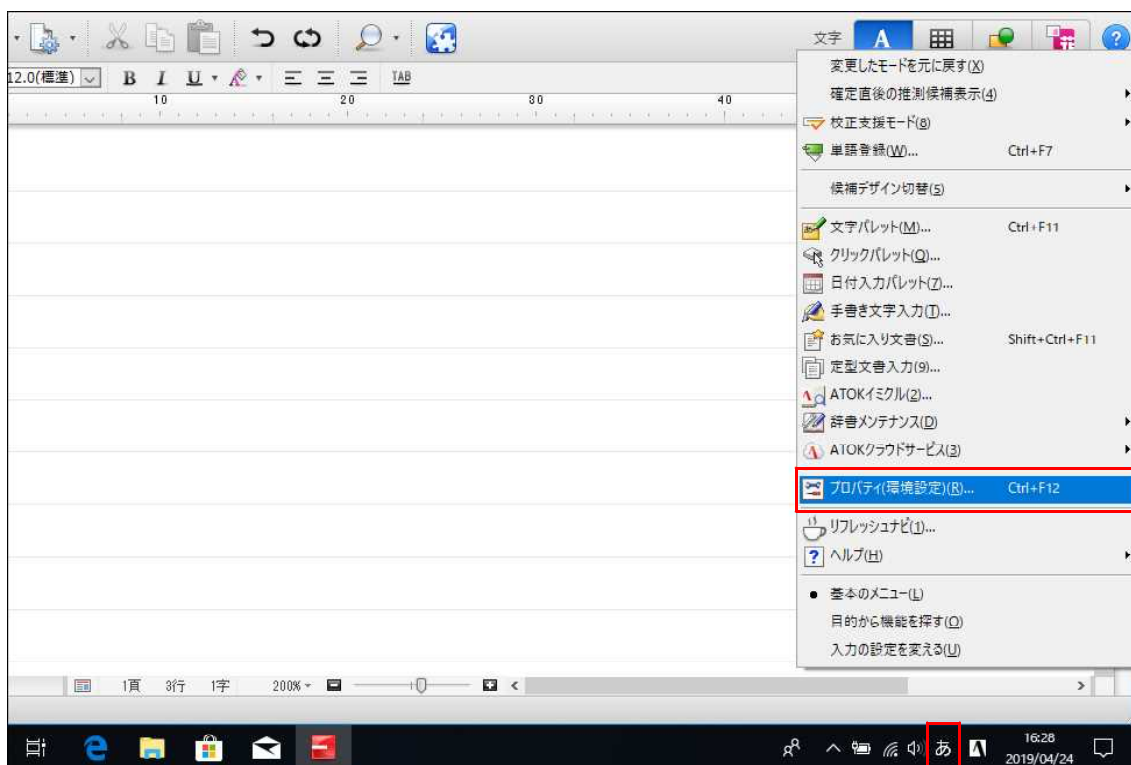 文字 A ?
12.0(標準) B I U TAB
10 20 30 40
変更したモードを元に戻す(X)
確定直後の推測候補表示(4)
校正支援モード(8)
単語登録(W)... Ctrl+F7
候補デザイン切替(5)
文字パレット(M)... Ctrl+F11
クリックパレット(Q)...
日付入力パレット(7)...
手書き文字入力(T)...
お気に入り文書(S)... Shift+Ctrl+F11
定型文書入力(9)...
ATOKイミクル(2)...
辞書メンテナンス(D)
ATOKクラウドサービス(3)
プロパティ(環境設定)(R)... Ctrl+F12
リフレッシュナビ(1)...
ヘルプ(H)
基本のメニュー(L)
目的から機能を探す(O)
入力の設定を変える(U)
1頁 3行 1字 200%
あ A 16:28
2019/04/24